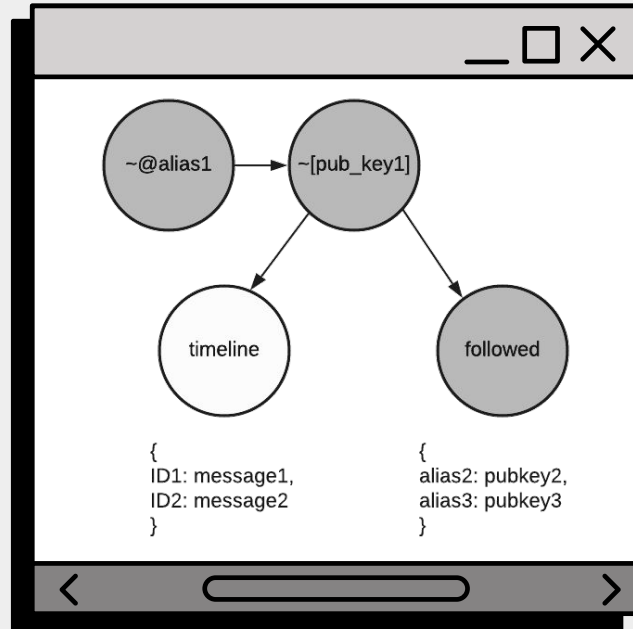 ~@alias1
~[pub_key1]
timeline
followed
{
ID1: message1,
ID2: message2
}
{
alias2: pubkey2,
alias3: pubkey3
}